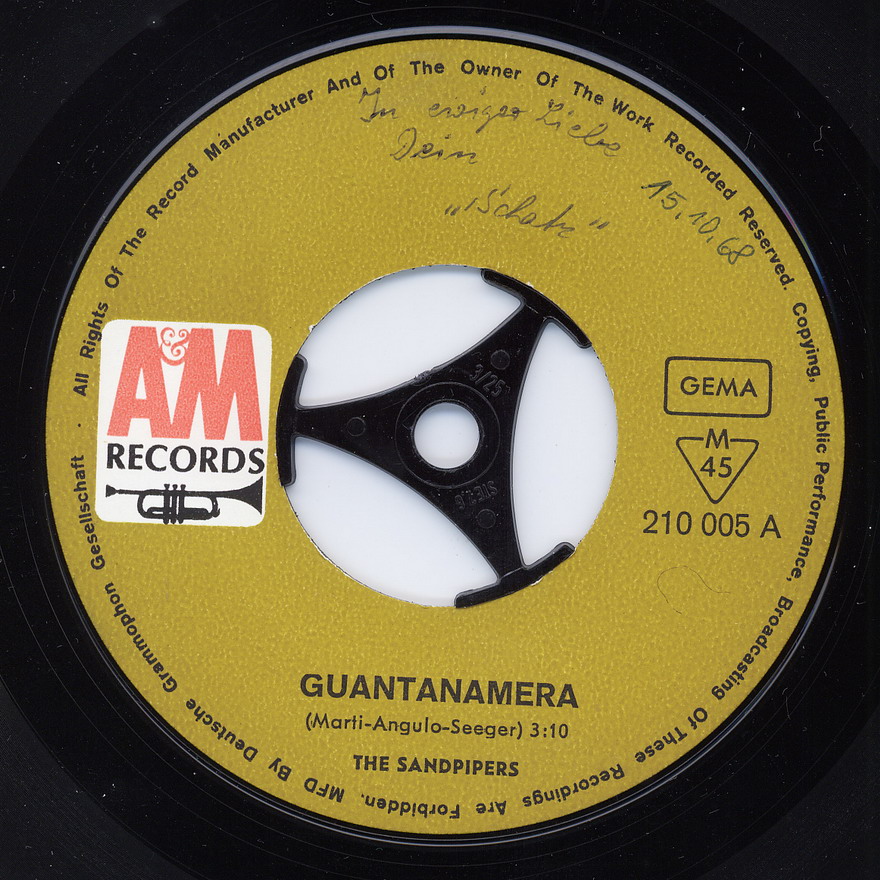 All Rights Of The Record Manufacturer And Of The Owner Of The Work Recorded Reserved. Copying, Public Performance, Broadcasting Of These Recordings Are Forbidden. MFD By Deutsche Grammophon Gesellschaft ·
In ewiger Liebe
Dein
„Schatz“
15.10.68
A&M
RECORDS
3/25
GEMA
M
45
210 005 A
GUANTANAMERA
(Marti-Angulo-Seeger) 3:10
THE SANDPIPERS